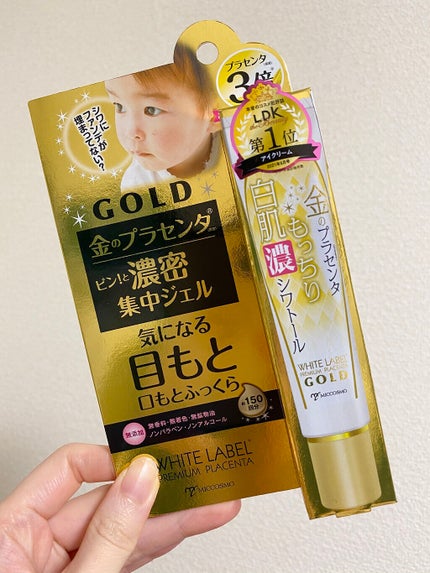 シワに
ファンデが
埋まってない?
GOLD
金のプラセンタ®
ピン!と濃密
集中ジェル
気になる
目もと
口もとふっくら
約150
回分
無添加
無香料・無着色・無鉱物油
ノンパラベン・ノンアルコール
WHITE LABEL
PREMIUM PLACENTA
MICCOSMO
プラセンタ
3倍
LDK
the Beauty
第1位
アイクリーム
金のプラセンタ
もっちり
白肌
濃
シワトール
WHITE LABEL
PREMIUM PLACENTA
GOLD
MICCOSMO